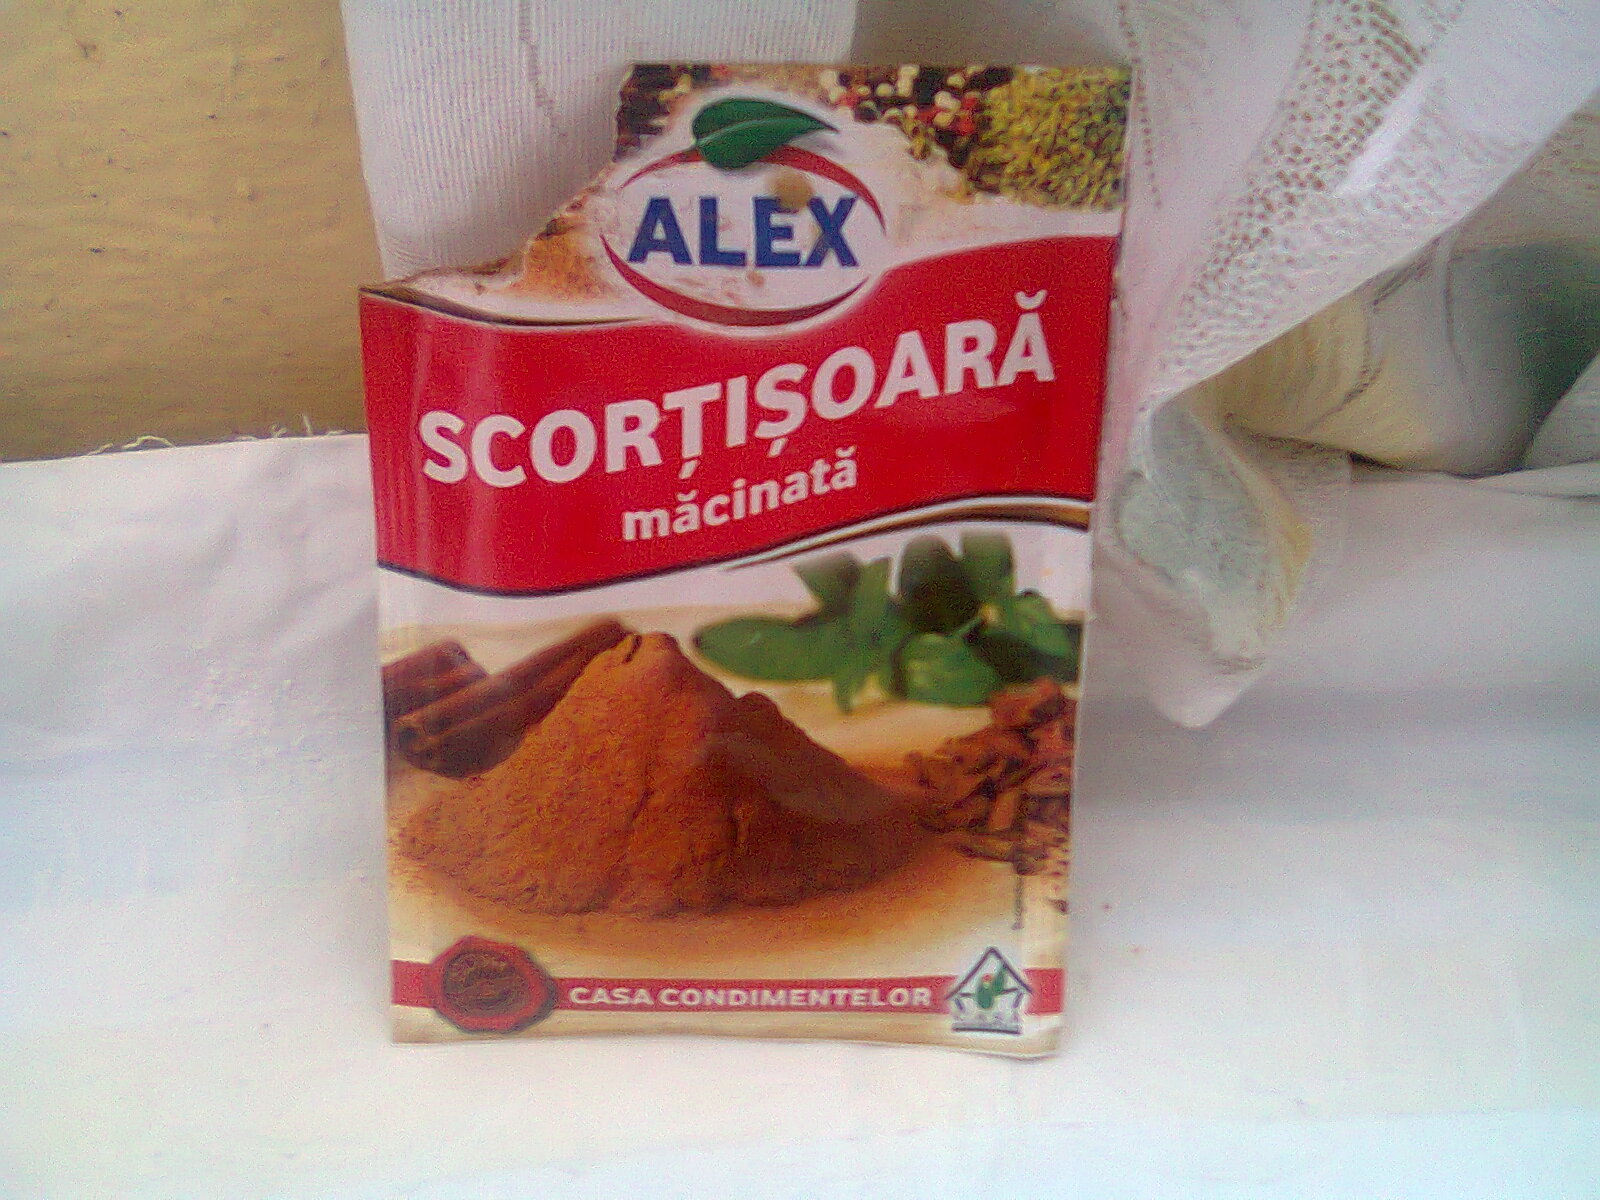 ALEX
SCORȚIȘOARĂ
măcinată
CASA CONDIMENTELOR